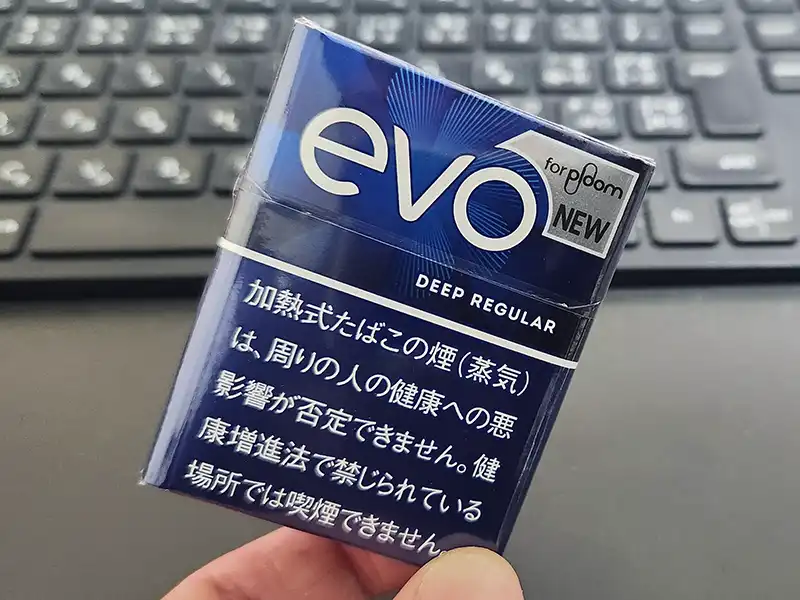 evo
for ploom
NEW
DEEP REGULAR
加熱式たばこの煙(蒸気)
は、周りの人の健康への悪
影響が否定できません。健
康増進法で禁じられている
場所では喫煙できません。